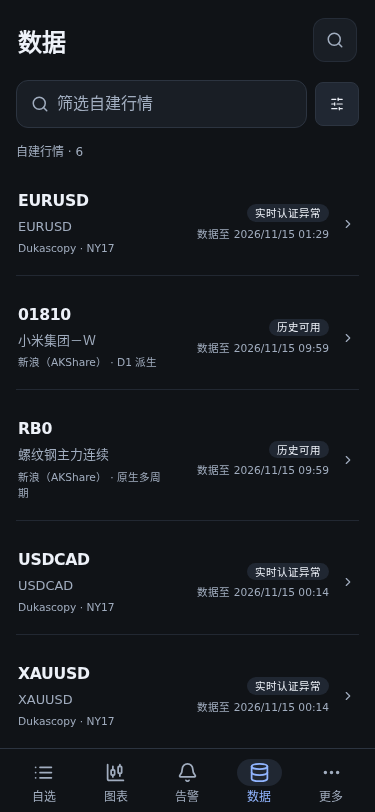 数据
筛选自建行情
自建行情 · 6
EURUSD
EURUSD
Dukascopy · NY17
实时认证异常
数据至 2026/11/15 01:29
01810
小米集团－W
新浪（AKShare） · D1 派生
历史可用
数据至 2026/11/15 09:59
RB0
螺纹钢主力连续
新浪（AKShare） · 原生多周
期
历史可用
数据至 2026/11/15 09:59
USDCAD
USDCAD
Dukascopy · NY17
实时认证异常
数据至 2026/11/15 00:14
XAUUSD
XAUUSD
Dukascopy · NY17
实时认证异常
数据至 2026/11/15 00:14
自选
图表
告警
数据
更多